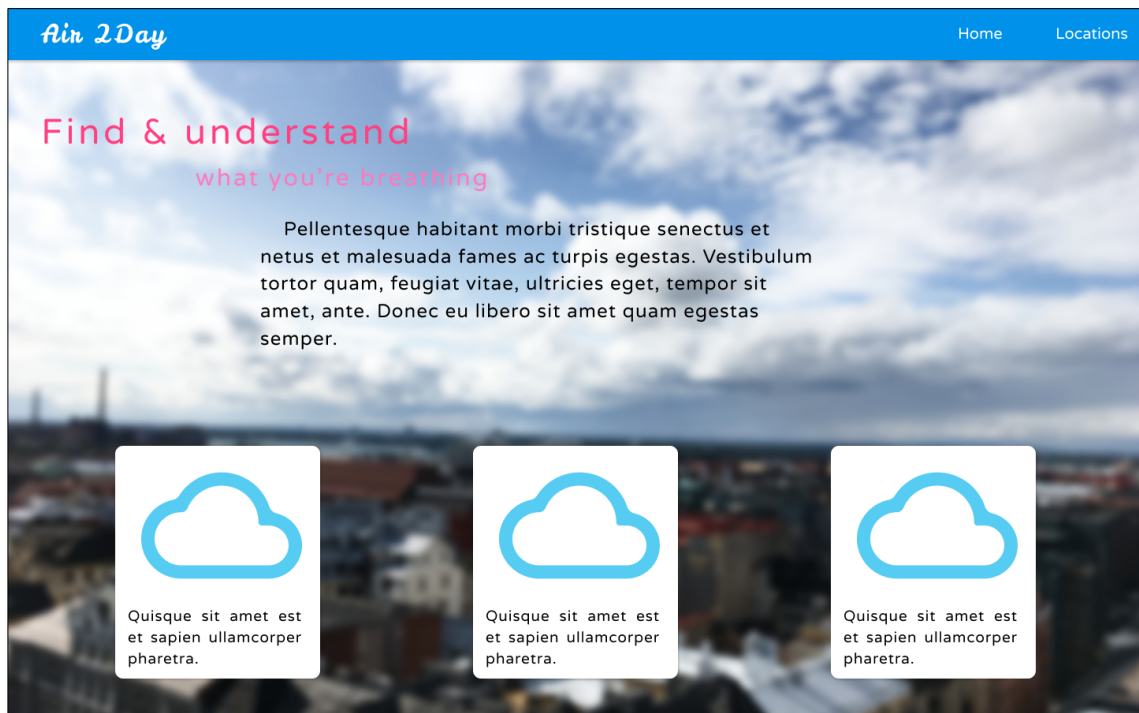 Air 2Day
Home
Locations
Find & understand
what you're breathing
Pellentesque habitant morbi tristique senectus et
netus et malesuada fames ac turpis egestas. Vestibulum
tortor quam, feugiat vitae, ultricies eget, tempor sit
amet, ante. Donec eu libero sit amet quam egestas
semper.
Quisque sit amet est
et sapien ullamcorper
pharetra.
Quisque sit amet est
et sapien ullamcorper
pharetra.
Quisque sit amet est
et sapien ullamcorper
pharetra.